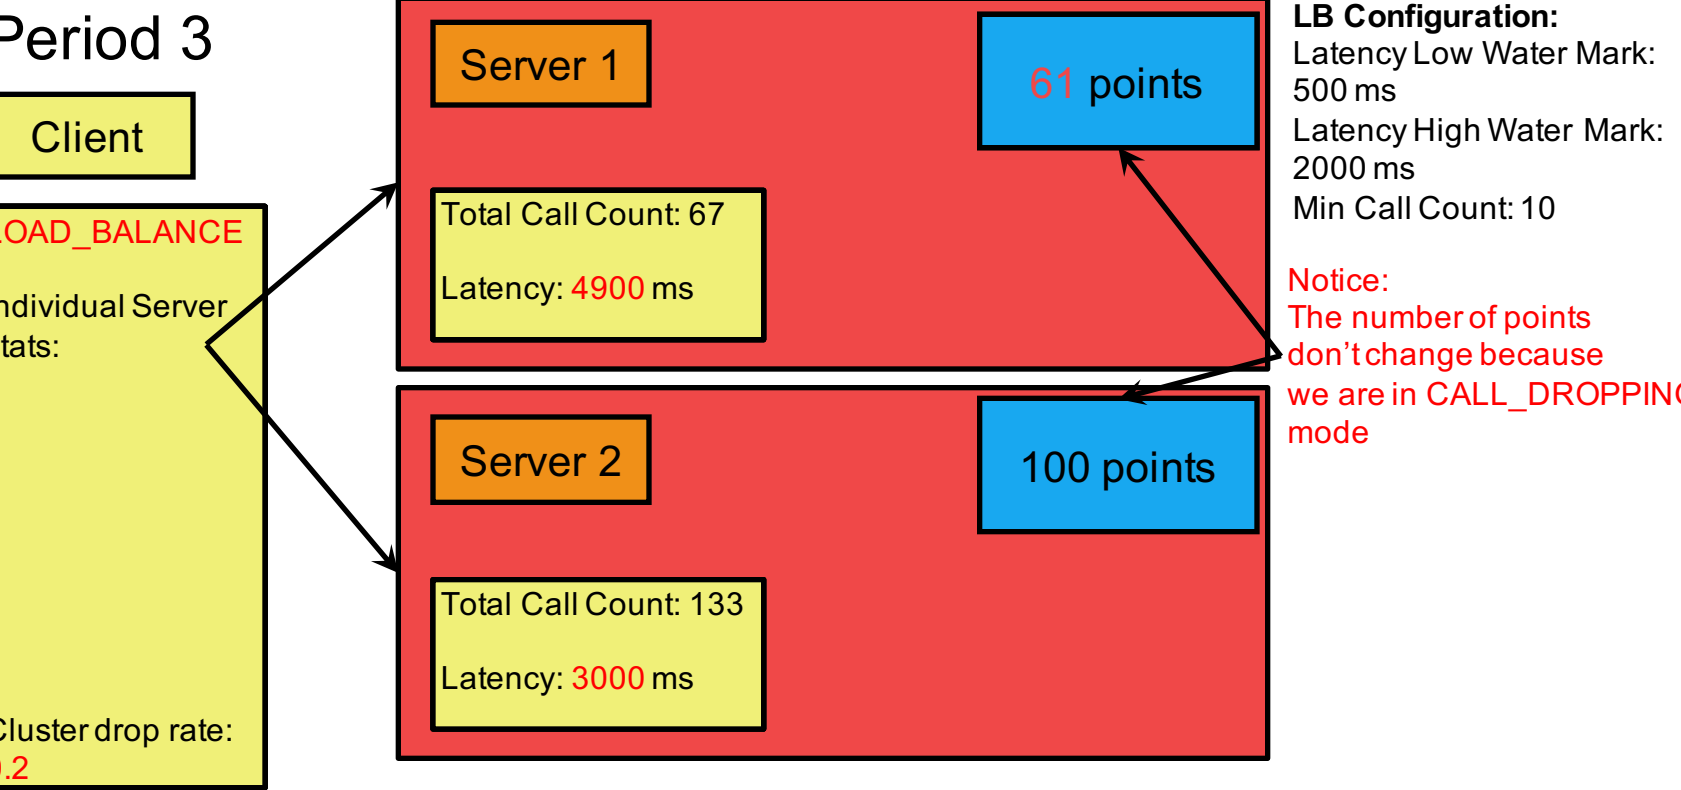 Period 3
Client
LOAD_BALANCE
Individual Server
tats:
Cluster drop rate:
0.2
Server 1
61 points
Total Call Count: 67
Latency: 4900 ms
Server 2
100 points
Total Call Count: 133
Latency: 3000 ms
LB Configuration:
Latency Low Water Mark:
500 ms
Latency High Water Mark:
2000 ms
Min Call Count: 10
Notice:
The number of points
don't change because
we are in CALL_DROPPING
mode